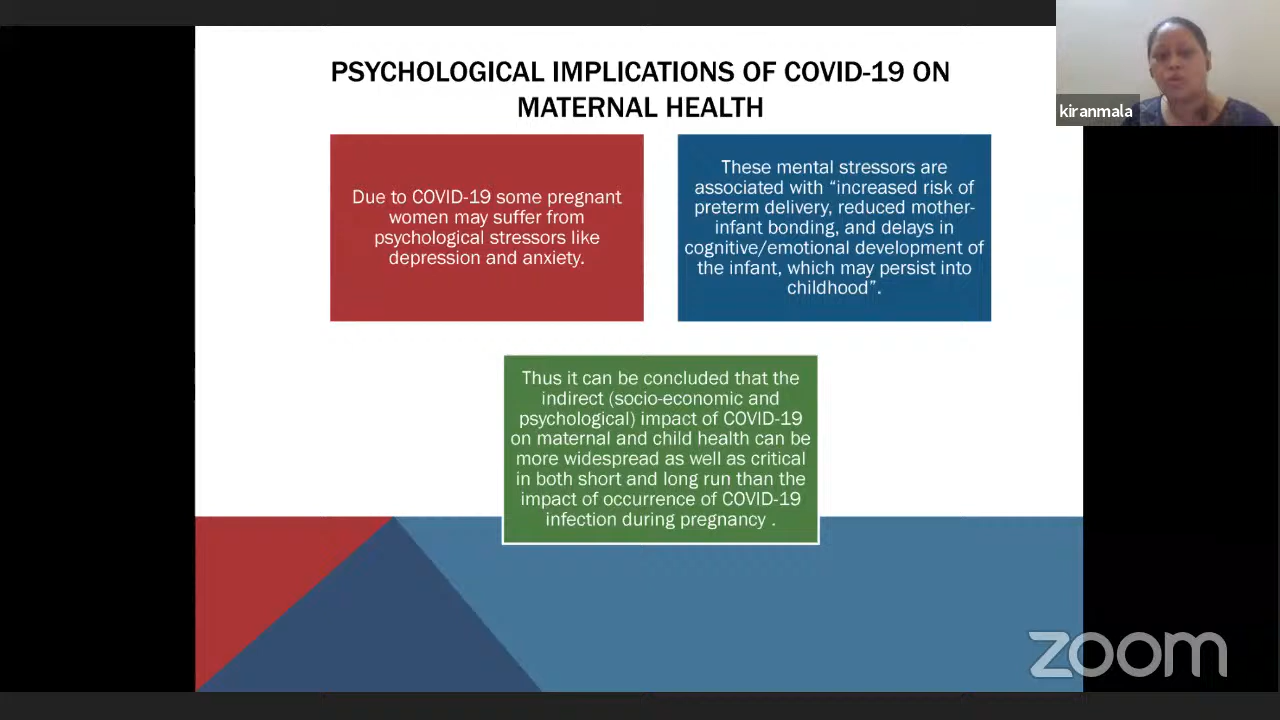 PSYCHOLOGICAL IMPLICATIONS OF COVID-19 ON
MATERNAL HEALTH
kiranmala
Due to COVID-19 some pregnant
women may suffer from
psychological stressors like
depression and anxiety.
These mental stressors are
associated with “increased risk of
preterm delivery, reduced mother-
infant bonding, and delays in
cognitive/emotional development of
the infant, which may persist into
childhood”.
Thus it can be concluded that the
indirect (socio-economic and
psychological) impact of COVID-19
on maternal and child health can be
more widespread as well as critical
in both short and long run than the
impact of occurrence of COVID-19
infection during pregnancy .
zoom